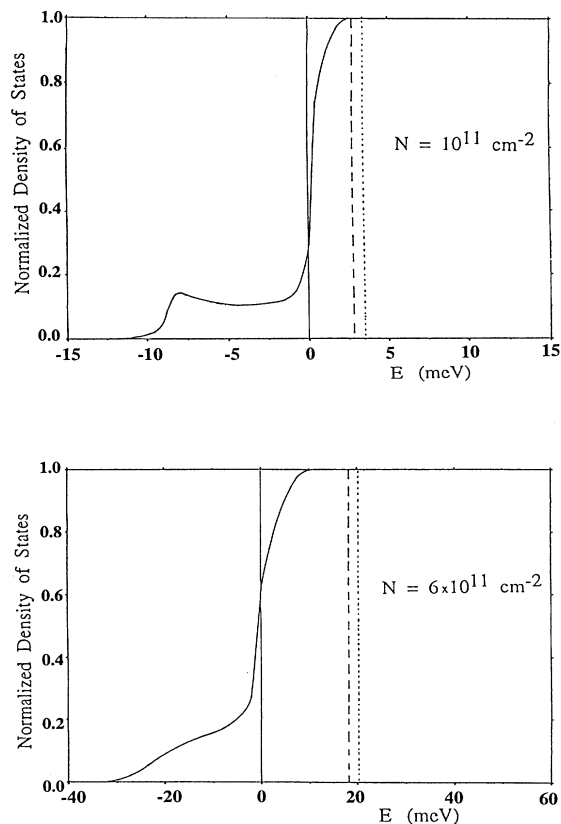 1.0
0.8
0.6
0.4
0.2
0.0
Normalized Density of States
N = 10^11 cm^-2
-15 -10 -5 0 5 10 15
E (meV)
1.0
0.8
0.6
0.4
0.2
0.0
Normalized Density of States
N = 6x10^11 cm^-2
-40 -20 0 20 40 60
E (meV)